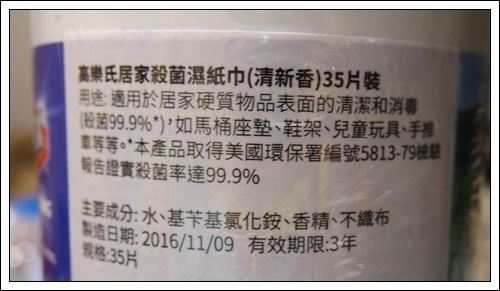 高樂氏居家殺菌濕紙巾(清新香)35片裝
用途: 適用於居家硬質物品表面的清潔和消毒
(殺菌99.9%*)，如馬桶座墊、鞋架、兒童玩具、手推
車等等。*本產品取得美國環保署編號5813-79檢驗
報告證實殺菌率達99.9%
主要成分: 水、基苄基氯化銨、香精、不織布
製造日期: 2016/11/09 有效期限:3年
規格:35片